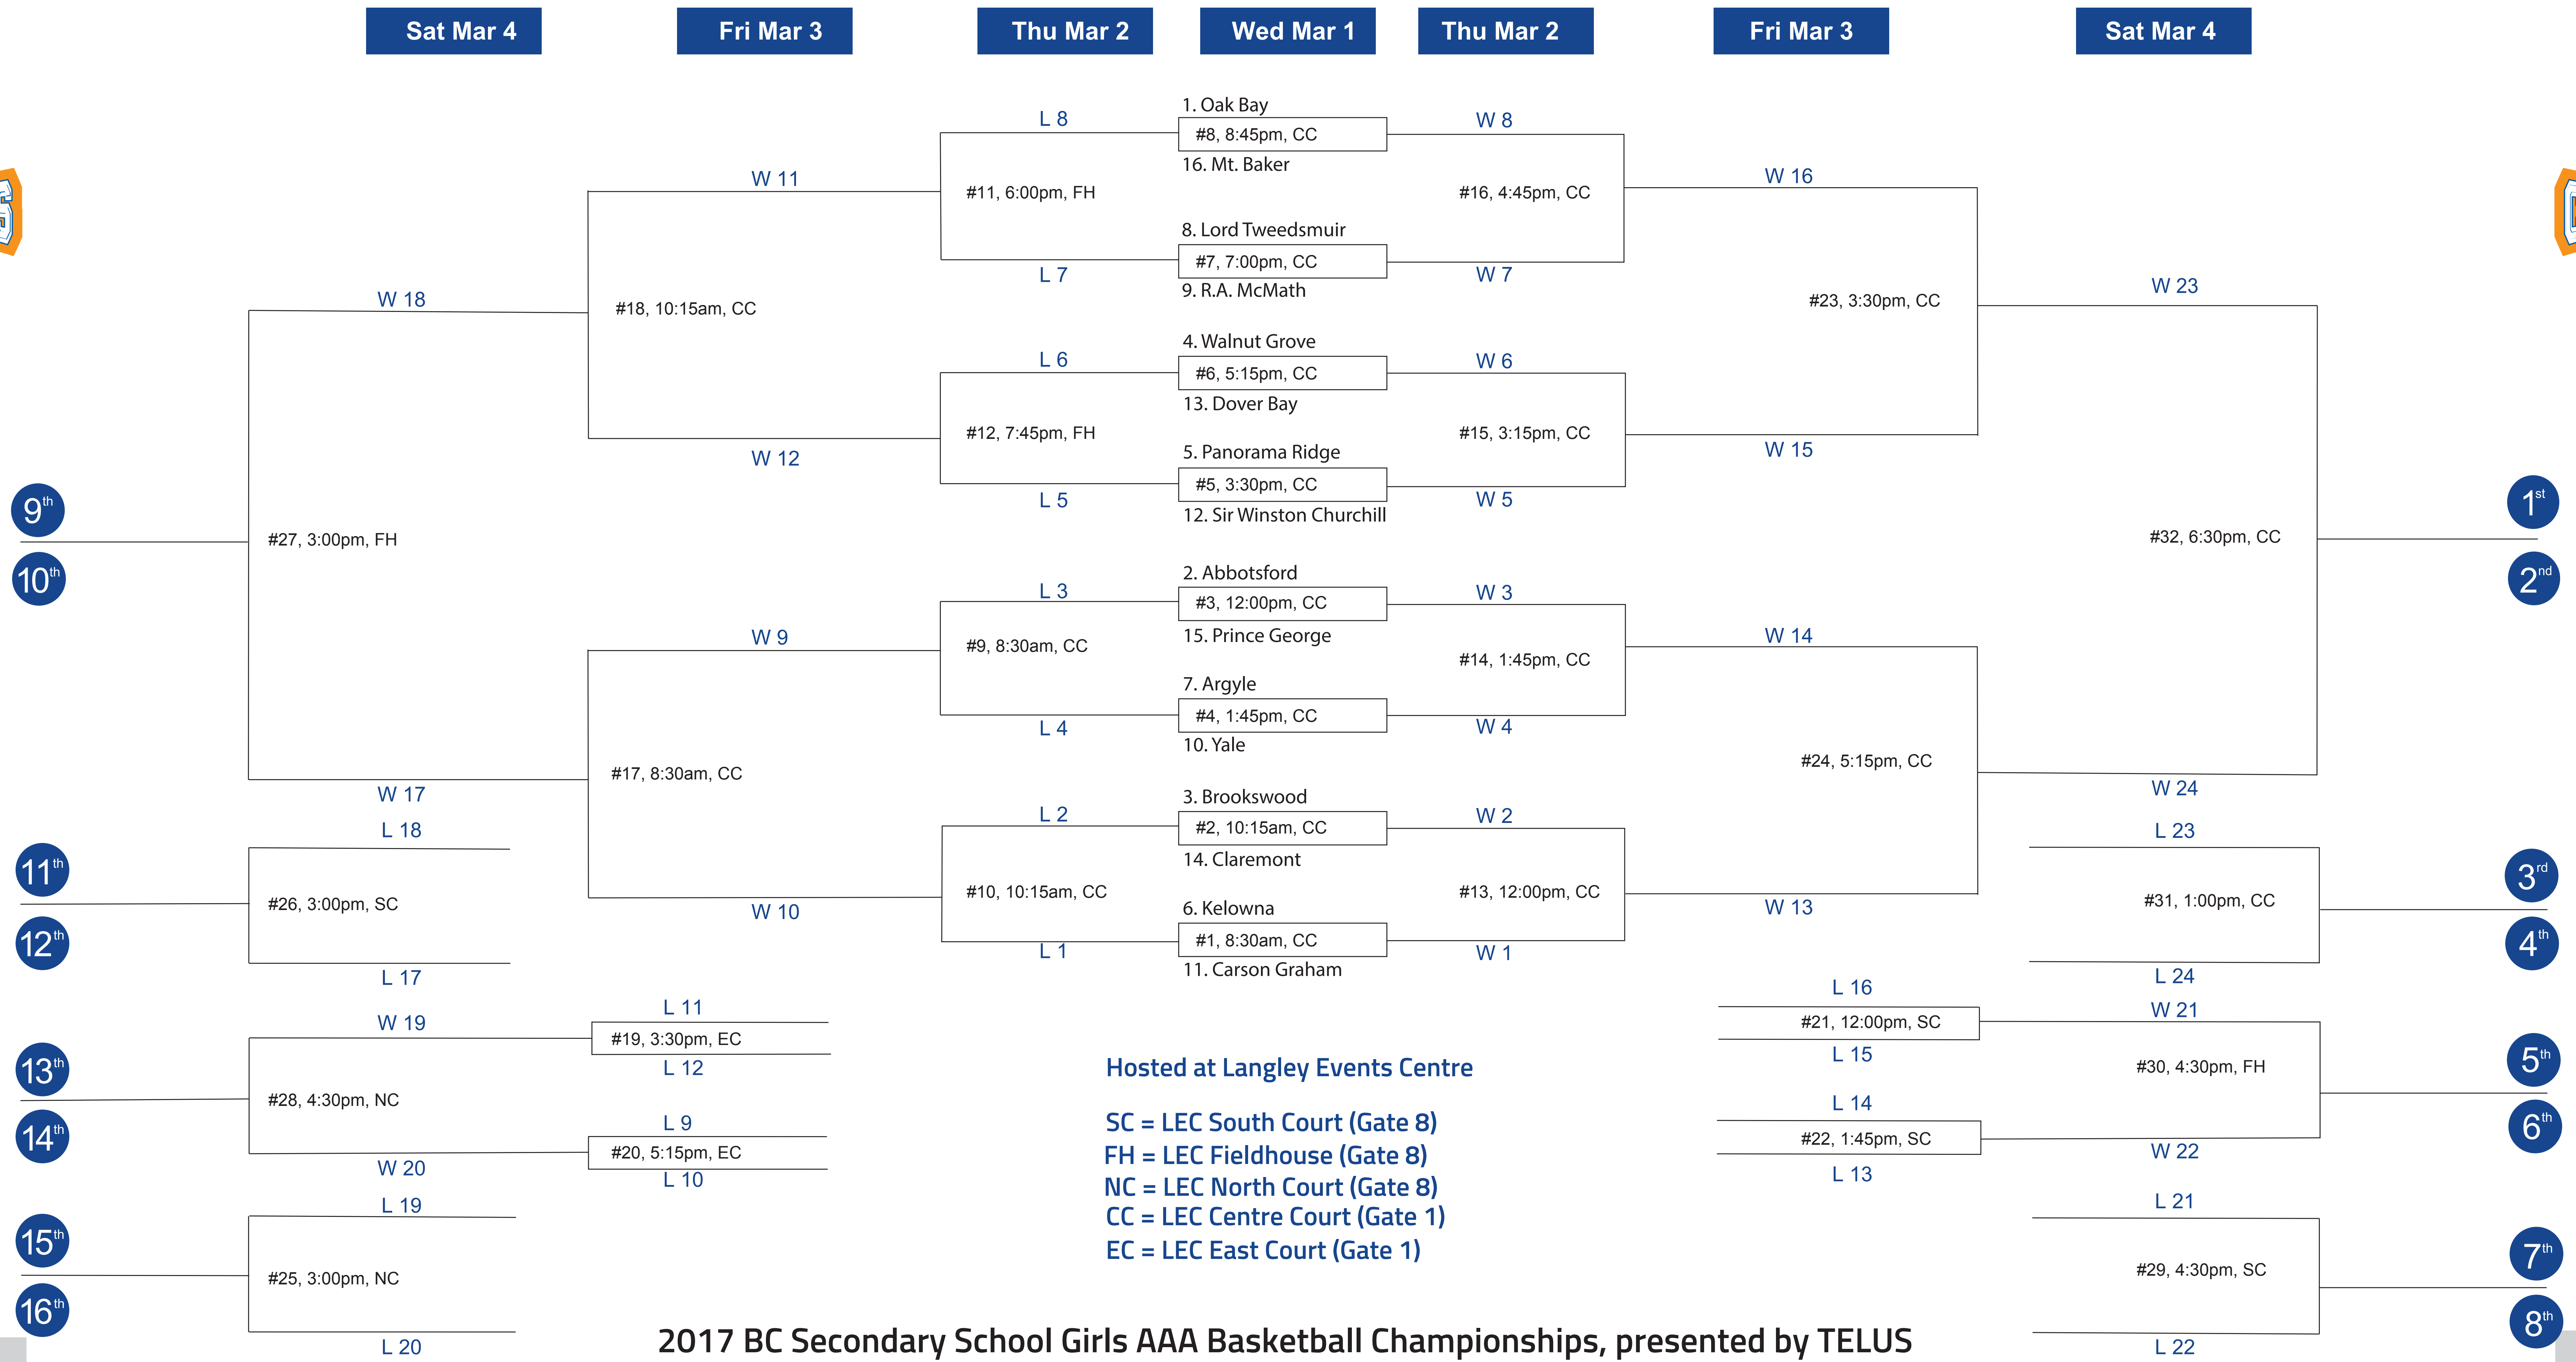 Sat Mar 4
Fri Mar 3
Thu Mar 2
Wed Mar 1
Thu Mar 2
Fri Mar 3
Sat Mar 4
W 18
W 17
#27, 3:00pm, FH
9th
10th
L 18
#26, 3:00pm, SC
L 17
11th
12th
W 19
#28, 4:30pm, NC
W 20
13th
14th
L 19
#25, 3:00pm, NC
L 20
15th
16th
W 11
#18, 10:15am, CC
W 12
W 9
#17, 8:30am, CC
W 10
L 11
#19, 3:30pm, EC
L 12
L 9
#20, 5:15pm, EC
L 10
L 8
#11, 6:00pm, FH
L 7
L 6
#12, 7:45pm, FH
L 5
L 3
#9, 8:30am, CC
L 4
L 2
#10, 10:15am, CC
L 1
1. Oak Bay
#8, 8:45pm, CC
16. Mt. Baker
8. Lord Tweedsmuir
#7, 7:00pm, CC
9. R.A. McMath
4. Walnut Grove
#6, 5:15pm, CC
13. Dover Bay
5. Panorama Ridge
#5, 3:30pm, CC
12. Sir Winston Churchill
2. Abbotsford
#3, 12:00pm, CC
15. Prince George
7. Argyle
#4, 1:45pm, CC
10. Yale
3. Brookswood
#2, 10:15am, CC
14. Claremont
6. Kelowna
#1, 8:30am, CC
11. Carson Graham
W 8
#16, 4:45pm, CC
W 7
W 6
#15, 3:15pm, CC
W 5
W 3
#14, 1:45pm, CC
W 4
W 2
#13, 12:00pm, CC
W 1
W 16
#23, 3:30pm, CC
W 15
W 14
#24, 5:15pm, CC
W 13
L 16
#21, 12:00pm, SC
L 15
L 14
#22, 1:45pm, SC
L 13
W 23
#32, 6:30pm, CC
W 24
1st
2nd
L 23
#31, 1:00pm, CC
L 24
3rd
4th
W 21
#30, 4:30pm, FH
W 22
5th
6th
L 21
#29, 4:30pm, SC
L 22
7th
8th
Hosted at Langley Events Centre
SC = LEC South Court (Gate 8)
FH = LEC Fieldhouse (Gate 8)
NC = LEC North Court (Gate 8)
CC = LEC Centre Court (Gate 1)
EC = LEC East Court (Gate 1)
2017 BC Secondary School Girls AAA Basketball Championships, presented by TELUS